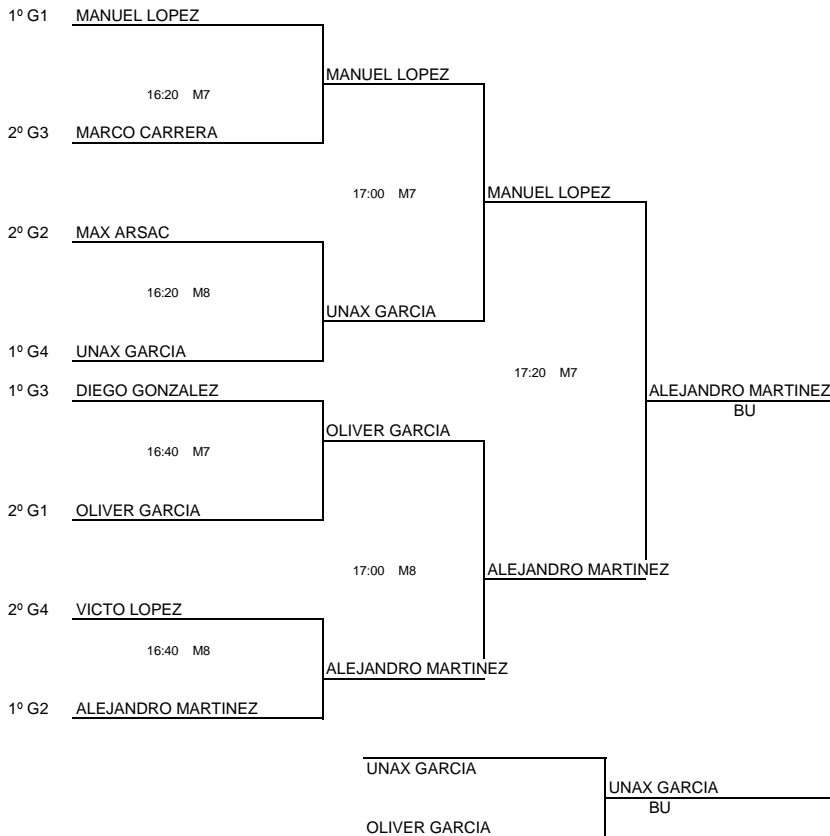 1º G1 MANUEL LOPEZ
MANUEL LOPEZ
16:20 M7
2º G3 MARCO CARRERA
17:00 M7
MANUEL LOPEZ
2º G2 MAX ARSAC
16:20 M8
UNAX GARCIA
1º G4 UNAX GARCIA
17:20 M7
1º G3 DIEGO GONZALEZ
ALEJANDRO MARTINEZ
BU
OLIVER GARCIA
16:40 M7
2º G1 OLIVER GARCIA
17:00 M8
ALEJANDRO MARTINEZ
2º G4 VICTO LOPEZ
16:40 M8
ALEJANDRO MARTINEZ
1º G2 ALEJANDRO MARTINEZ
UNAX GARCIA
UNAX GARCIA
BU
OLIVER GARCIA